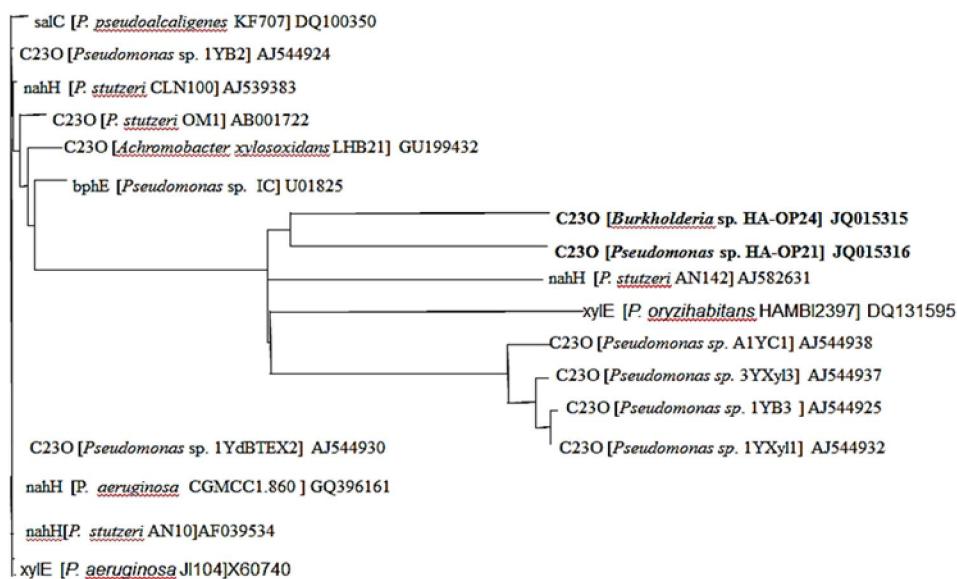 salC [P. pseudoalcaligenes KF707] DQ100350
C23O [Pseudomonas sp. 1YB2] AJ544924
nahH [P. stutzeri CLN100] AJ539383
C23O [P. stutzeri OM1] AB001722
C23O [Achromobacter xylosoxidans LHB21] GU199432
bphE [Pseudomonas sp. IC] U01825
C23O [Burkholderia sp. HA-OP24] JQ015315
C23O [Pseudomonas sp. HA-OP21] JQ015316
nahH [P. stutzeri AN142] AJ582631
xylE [P. oryzihabitans HAMBI2397] DQ131595
C23O [Pseudomonas sp. A1YC1] AJ544938
C23O [Pseudomonas sp. 3YXyl3] AJ544937
C23O [Pseudomonas sp. 1YB3 ] AJ544925
C23O [Pseudomonas sp. 1YXyl1] AJ544932
C23O [Pseudomonas sp. 1YdBTEX2] AJ544930
nahH [P. aeruginosa CGMCC1.860 ] GQ396161
nahH[P. stutzeri AN10]AF039534
xylE [P. aeruginosa JI104]X60740